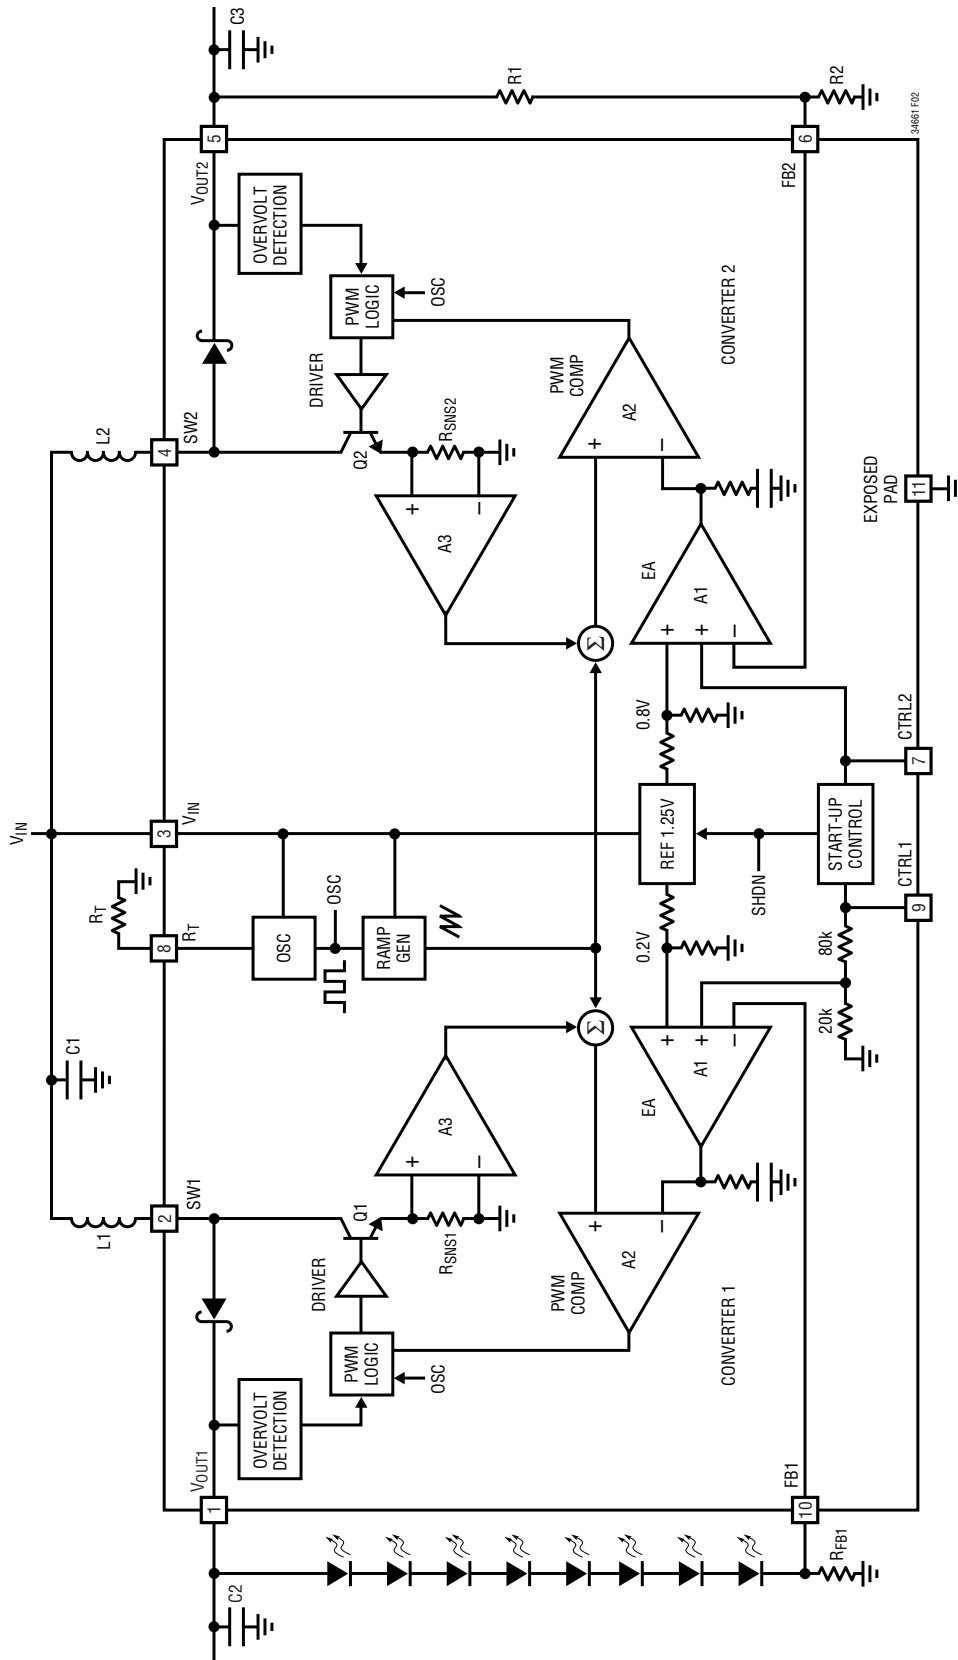 VIN
C1
L1
L2
RT
C2
C3
1
VOUT1
2
SW1
8
RT
3
VIN
4
SW2
5
VOUT2
OVERVOLT
DETECTION
PWM
LOGIC
OSC
DRIVER
Q1
RSNS1
+
−
A3
OSC
OSC
RAMP
GEN
OVERVOLT
DETECTION
PWM
LOGIC
OSC
DRIVER
Q2
RSNS2
+
−
A3
Σ
Σ
PWM
COMP
+
−
A2
PWM
COMP
+
−
A2
EA
+
+
−
A1
EA
+
+
−
A1
0.2V
REF 1.25V
0.8V
SHDN
START-UP
CONTROL
20k
80k
CONVERTER 1
CONVERTER 2
10
FB1
RFB1
9
CTRL1
7
CTRL2
11
EXPOSED
PAD
6
FB2
R1
R2
34661 F02